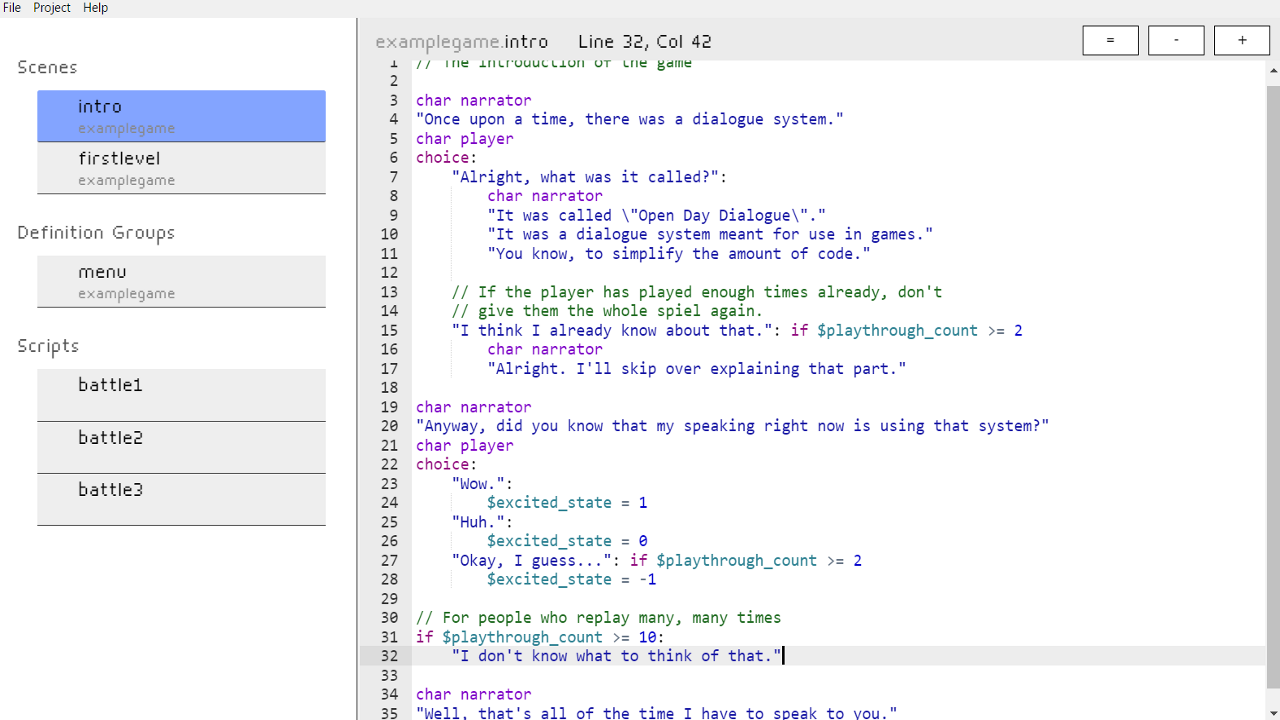 File Project Help
Scenes
intro
examplegame
firstlevel
examplegame
Definition Groups
menu
examplegame
Scripts
battle1
battle2
battle3
examplegame.intro Line 32, Col 42
= - +
1 // The introduction of the game
2
3 char narrator
4 "Once upon a time, there was a dialogue system."
5 char player
6 choice:
7     "Alright, what was it called?":
8         char narrator
9         "It was called \"Open Day Dialogue\"."
10         "It was a dialogue system meant for use in games."
11         "You know, to simplify the amount of code."
12
13     // If the player has played enough times already, don't
14     // give them the whole spiel again.
15     "I think I already know about that.": if $playthrough_count >= 2
16         char narrator
17         "Alright. I'll skip over explaining that part."
18
19 char narrator
20 "Anyway, did you know that my speaking right now is using that system?"
21 char player
22 choice:
23     "Wow.":
24         $excited_state = 1
25     "Huh.":
26         $excited_state = 0
27     "Okay, I guess...": if $playthrough_count >= 2
28         $excited_state = -1
29
30 // For people who replay many, many times
31 if $playthrough_count >= 10:
32     "I don't know what to think of that."
33
34 char narrator
35 "Well, that's all of the time I have to speak to you."